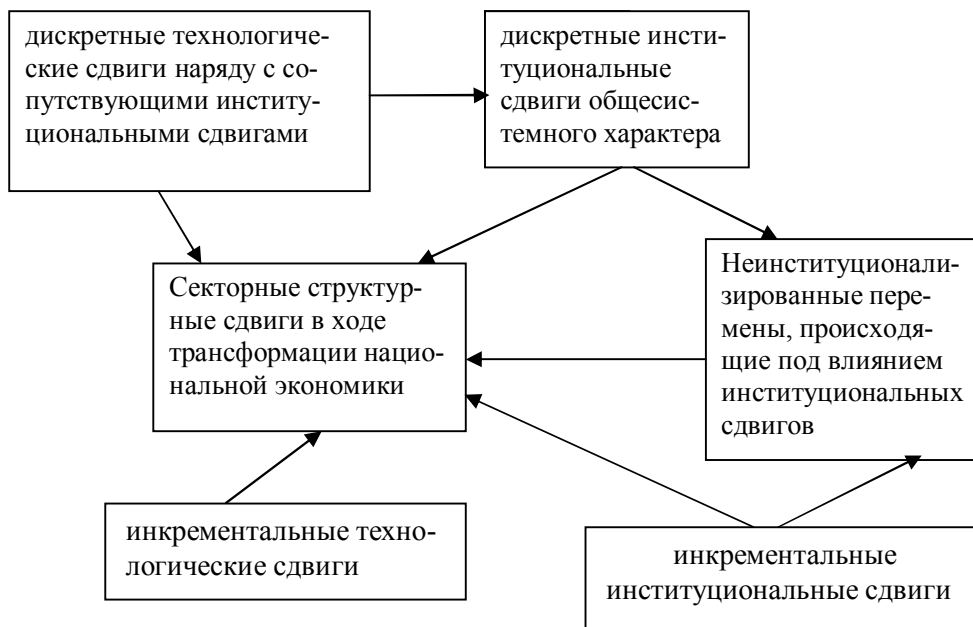 дискретные технологиче-
ские сдвиги наряду с со-
путствующими институ-
циональными сдвигами
дискретные инсти-
туциональные
сдвиги общесис-
темного характера
Секторные структур-
ные сдвиги в ходе
трансформации нацио-
нальной экономики
Неинституционали-
зированные пере-
мены, происходя-
щие под влиянием
институциональных
сдвигов
инкрементальные техно-
логические сдвиги
инкрементальные
институциональные сдвиги